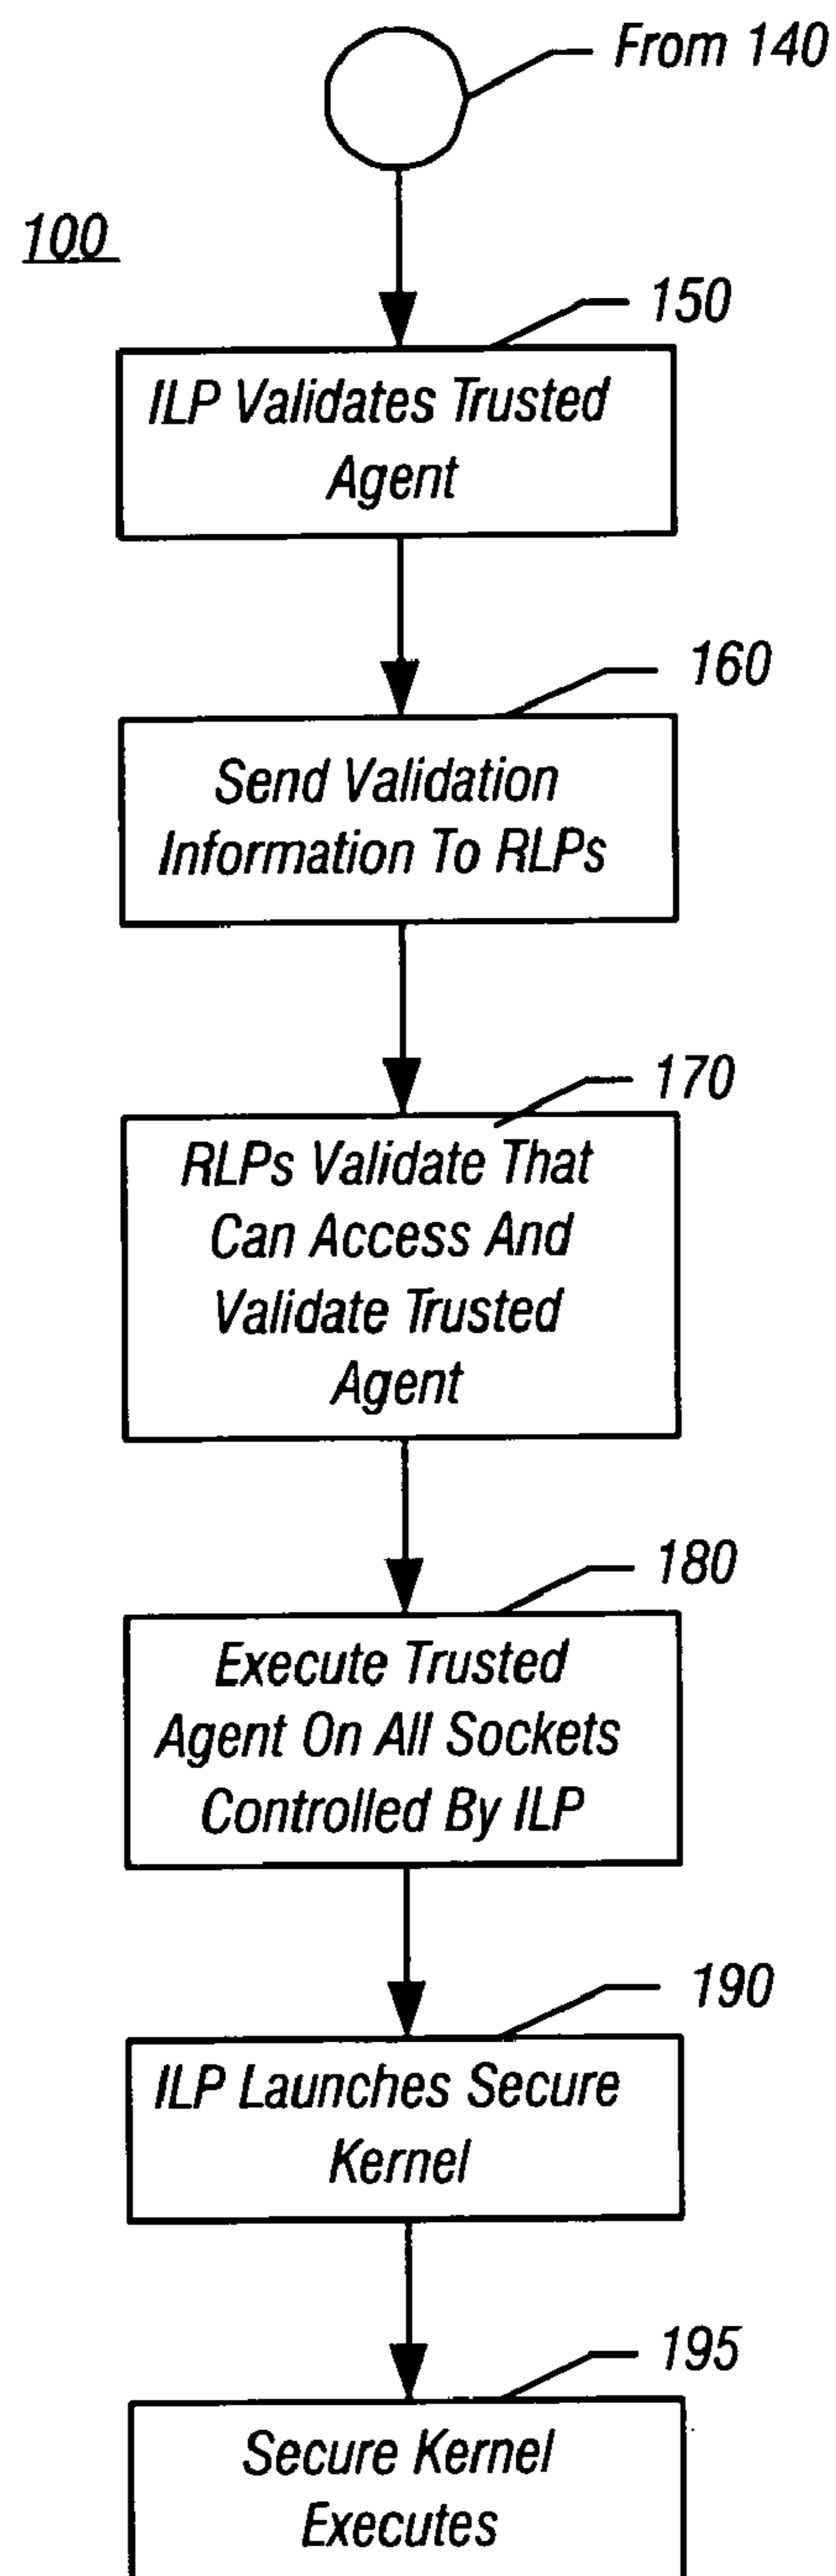 From 140
100
150
ILP Validates Trusted
Agent
160
Send Validation
Information To RLPs
170
RLPs Validate That
Can Access And
Validate Trusted
Agent
180
Execute Trusted
Agent On All Sockets
Controlled By ILP
190
ILP Launches Secure
Kernel
195
Secure Kernel
Executes